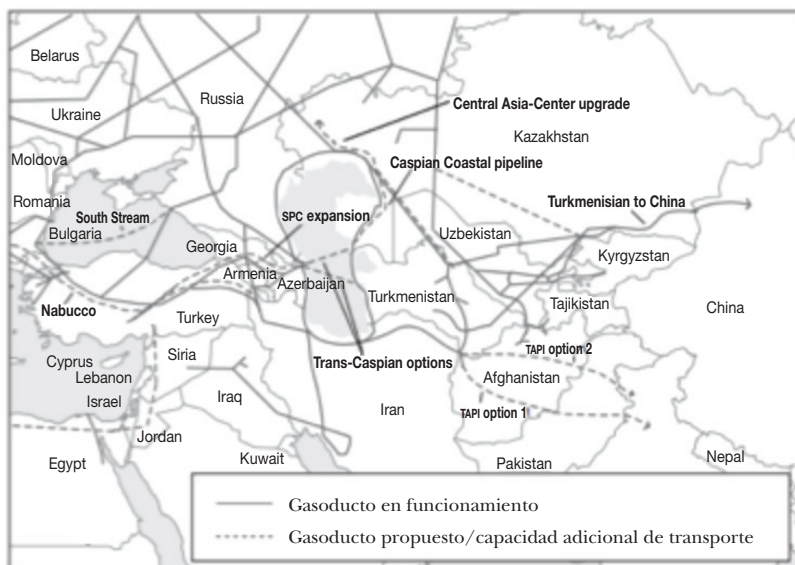 Belarus
Russia
Ukraine
Central Asia-Center upgrade
Kazakhstan
Moldova
Caspian Coastal pipeline
Romania
Turkmenisian to China
South Stream
SPC expansion
Bulgaria
Uzbekistan
Georgia
Kyrgyzstan
Armenia
Azerbaijan
Turkmenistan
Tajikistan
Nabucco
China
Turkey
TAPI option 2
Cyprus
Siria
Trans-Caspian options
Lebanon
Afghanistan
Israel
Iraq
Iran
TAPI option 1
Jordan
Egypt
Kuwait
Pakistan
Nepal
Gasoducto en funcionamiento
Gasoducto propuesto/capacidad adicional de transporte